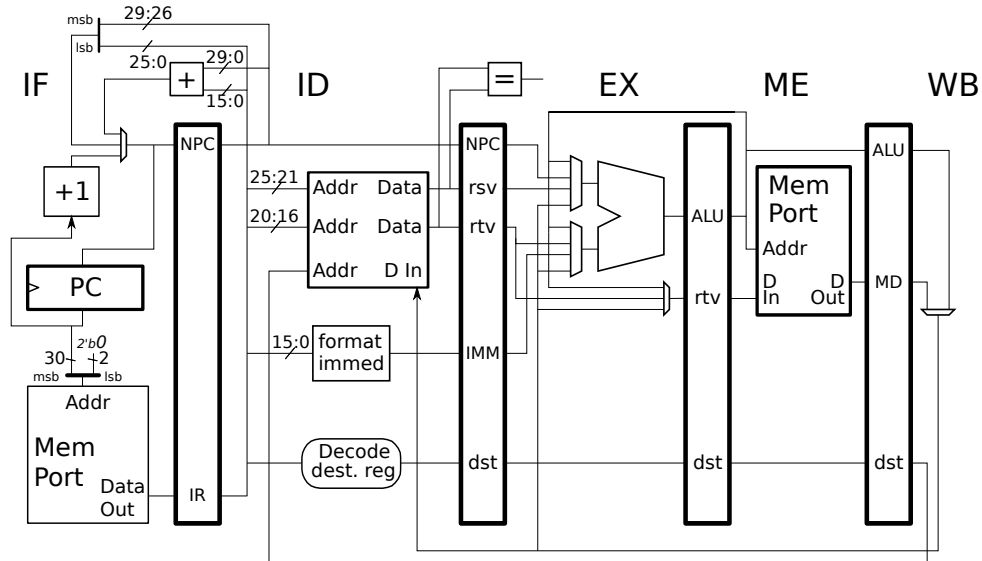 29:26
msb
lsb
25:0
29:0
+
15:0
=
IF
ID
EX
ME
WB
NPC
NPC
ALU
+1
25:21
Addr
Data
rsv
Mem
Port
20:16
Addr
Data
rtv
ALU
Addr
Addr
D In
PC
D
In
D
Out
rtv
MD
2'b0
30
2
msb
lsb
15:0
format
immed
IMM
Addr
Mem
Port
Data
Out
IR
Decode
dest. reg
dst
dst
dst